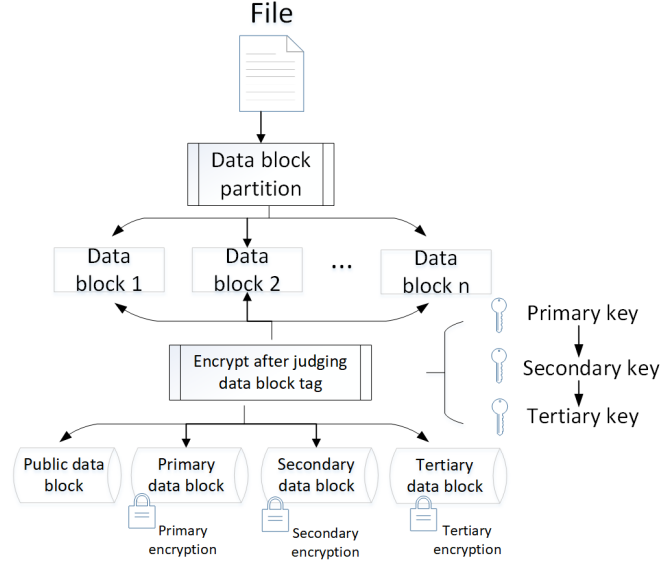 File
Data block
partition
Data
block 1
Data
block 2
...
Data
block n
Primary key
Secondary key
Tertiary key
Encrypt after judging
data block tag
Public data
block
Primary
data block
Secondary
data block
Tertiary
data block
Primary
encryption
Secondary
encryption
Tertiary
encryption